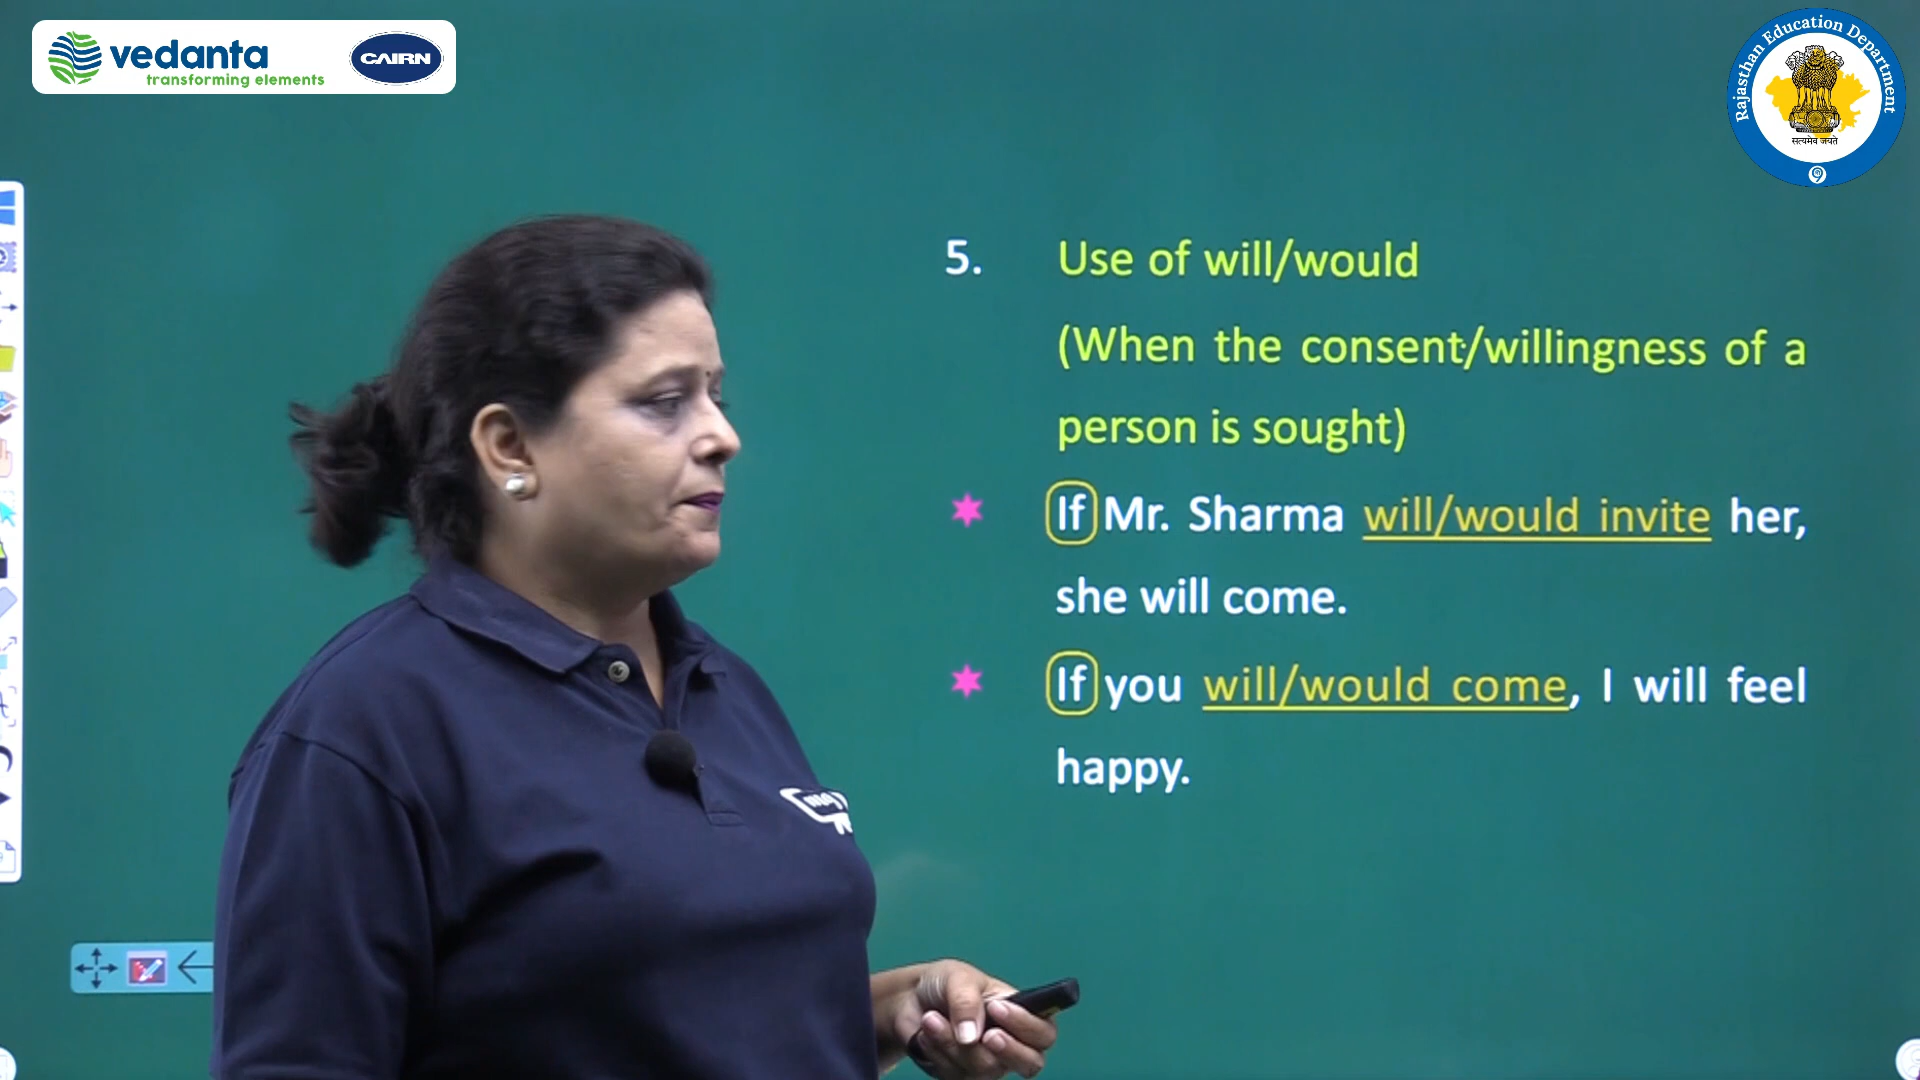 vedanta
transforming elements
CAIRN
Rajasthan Education Department
सत्यमेव जयते
5. Use of will/would
(When the consent/willingness of a
person is sought)
If Mr. Sharma will/would invite her,
she will come.
If you will/would come, I will feel
happy.